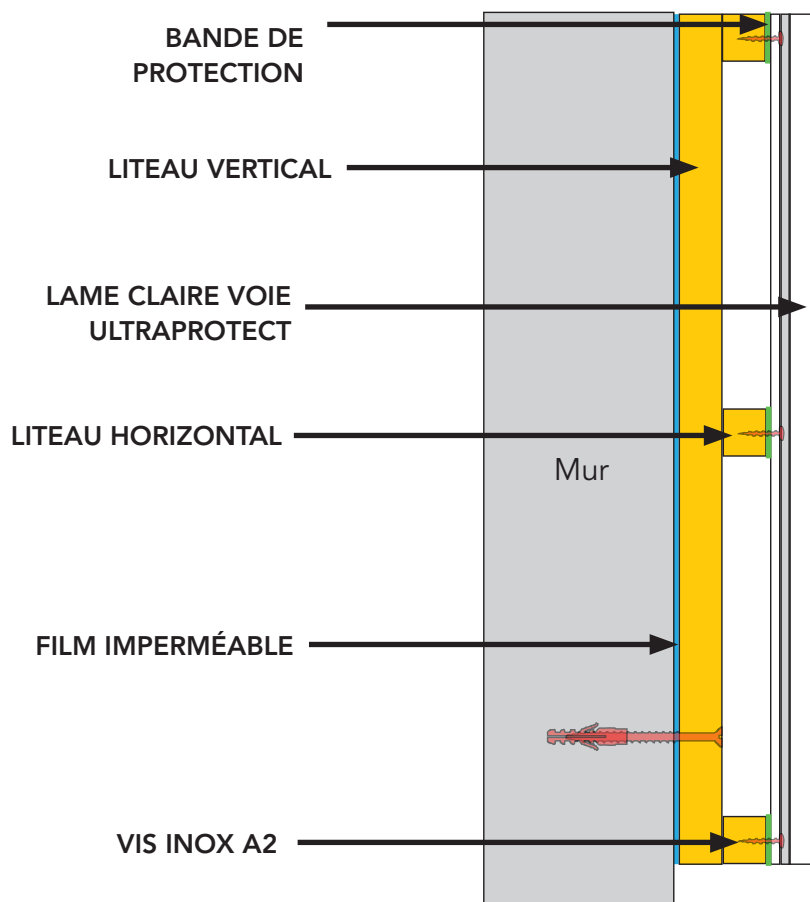 BANDE DE
PROTECTION
LITEAU VERTICAL
LAME CLAIRE VOIE
ULTRAPROTECT
LITEAU HORIZONTAL
Mur
FILM IMPERMÉABLE
VIS INOX A2